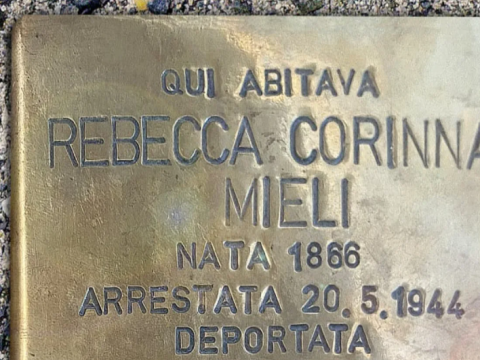 QUI ABITAVA
REBECCA CORINNA
MIELI
NATA 1866
ARRESTATA 20.5.1944
DEPORTATA